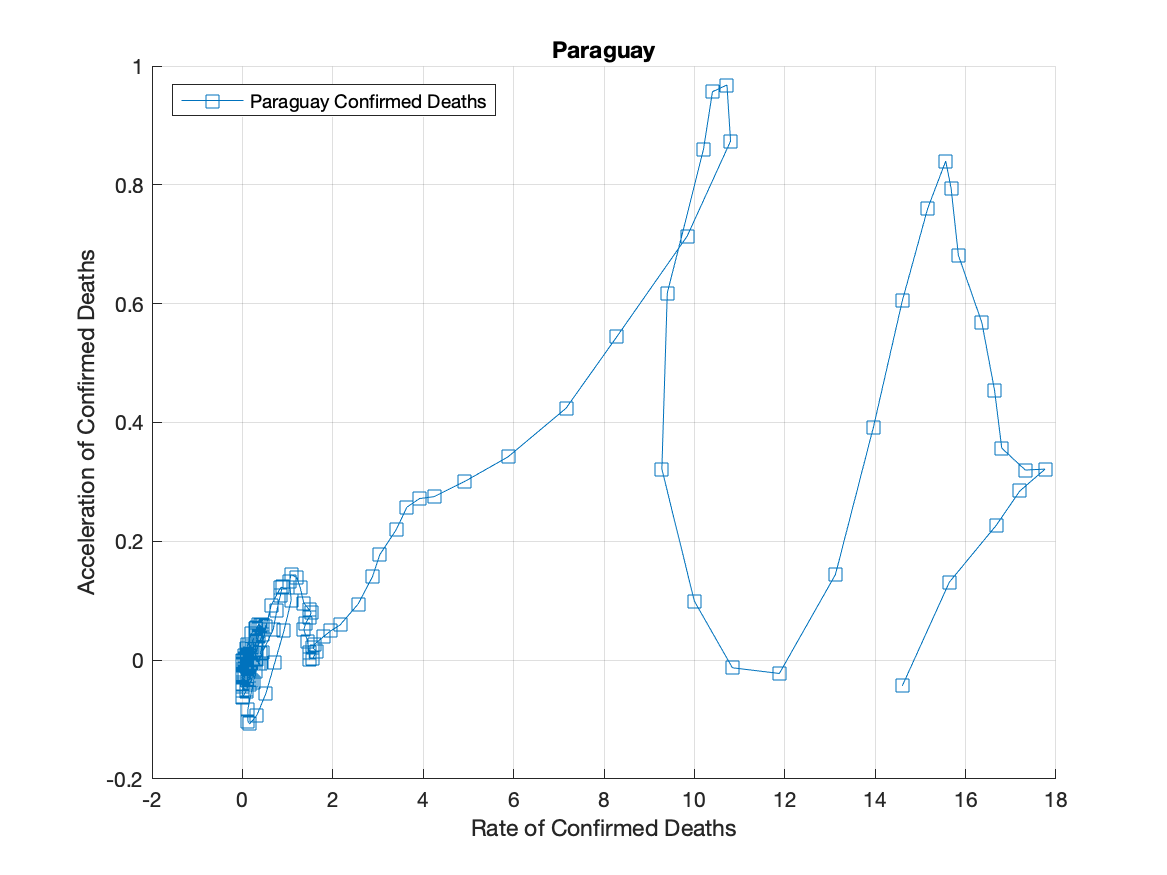 Paraguay
Paraguay Confirmed Deaths
Acceleration of Confirmed Deaths
1
0.8
0.6
0.4
0.2
0
-0.2
-2 0 2 4 6 8 10 12 14 16 18
Rate of Confirmed Deaths